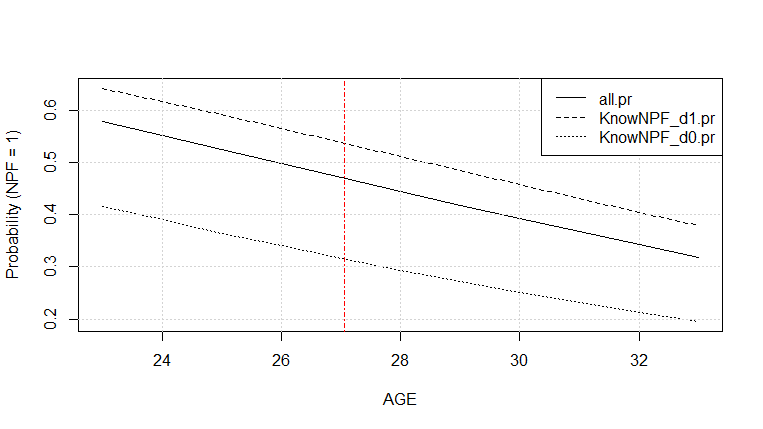 all.pr
KnowNPF_d1.pr
KnowNPF_d0.pr
Probability (NPF = 1)
0.6
0.5
0.4
0.3
0.2
24 26 28 30 32
AGE